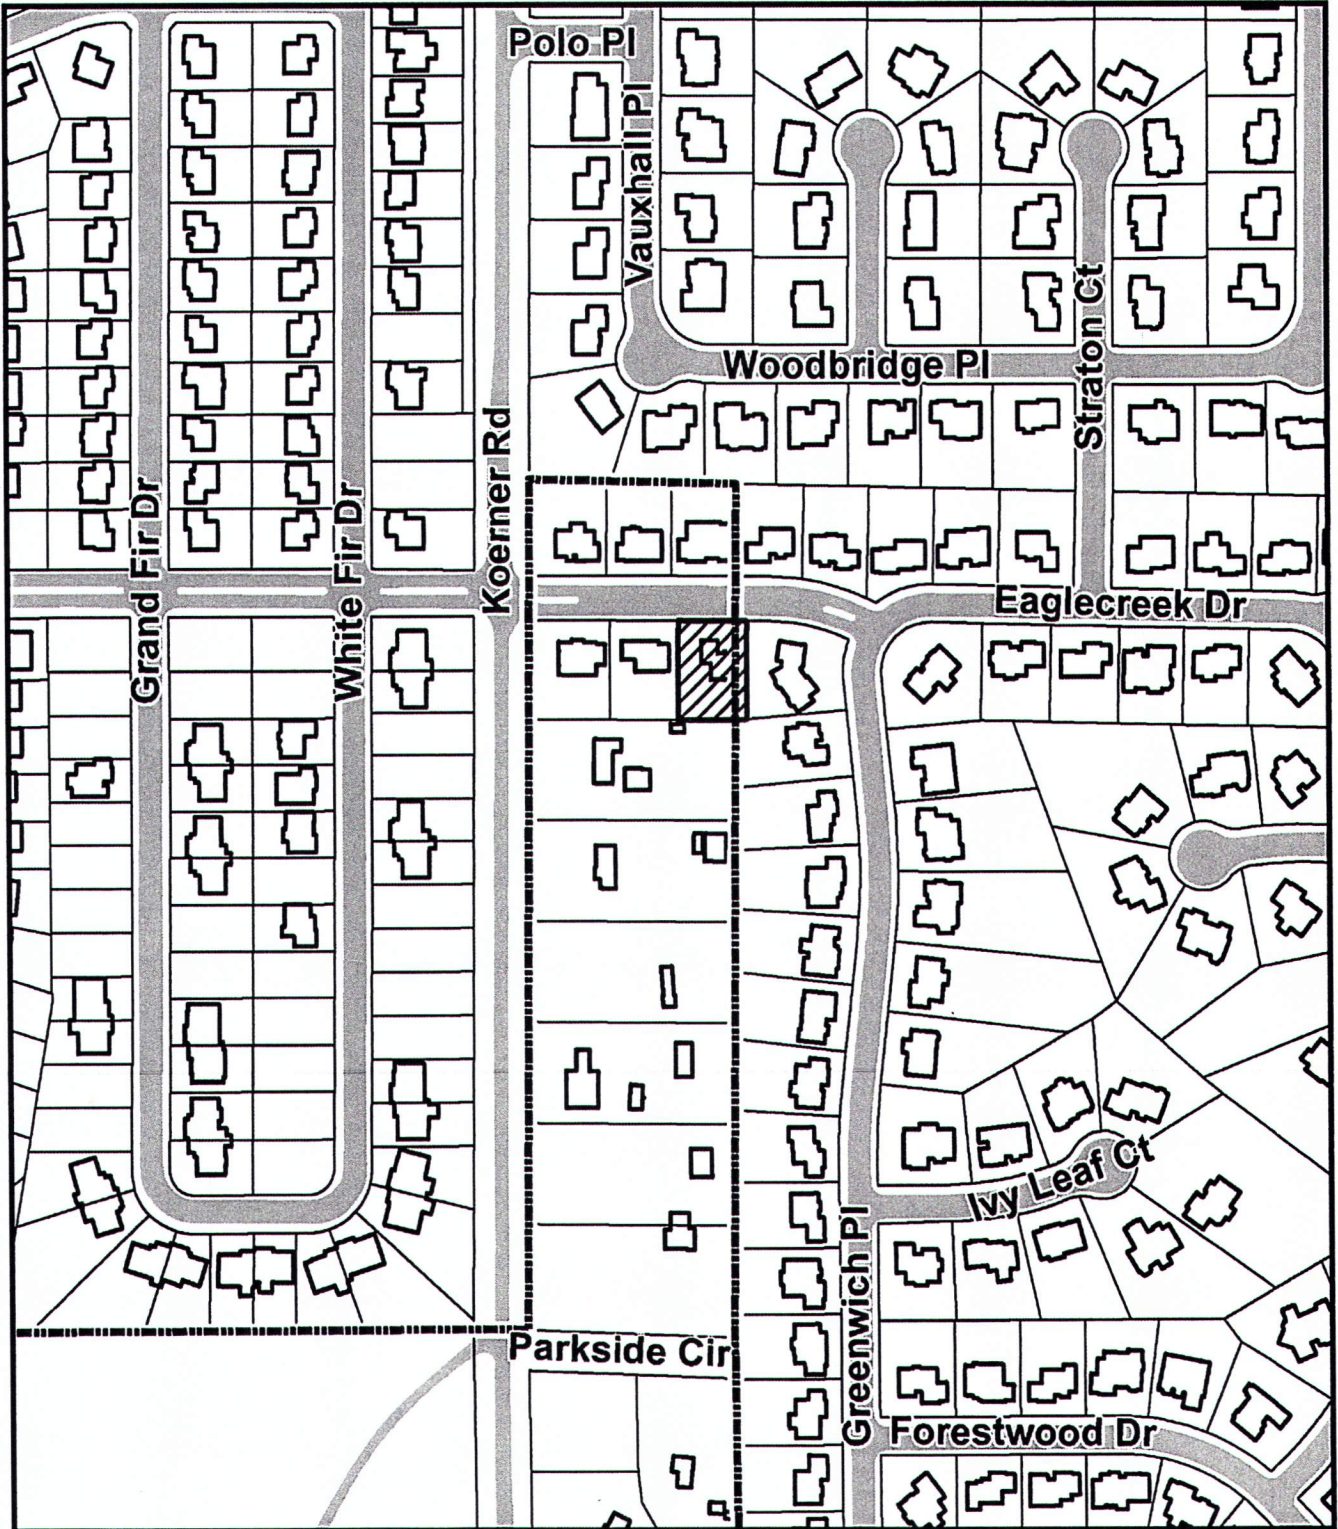 Polo Pl
Vauxhall Pl
Woodbridge Pl
Straton Ct
Koerner Rd
Grand Fir Dr
White Fir Dr
Eaglecreek Dr
Ivy Leaf Ct
Greenwich Pl
Parkside Cir
Forestwood Dr